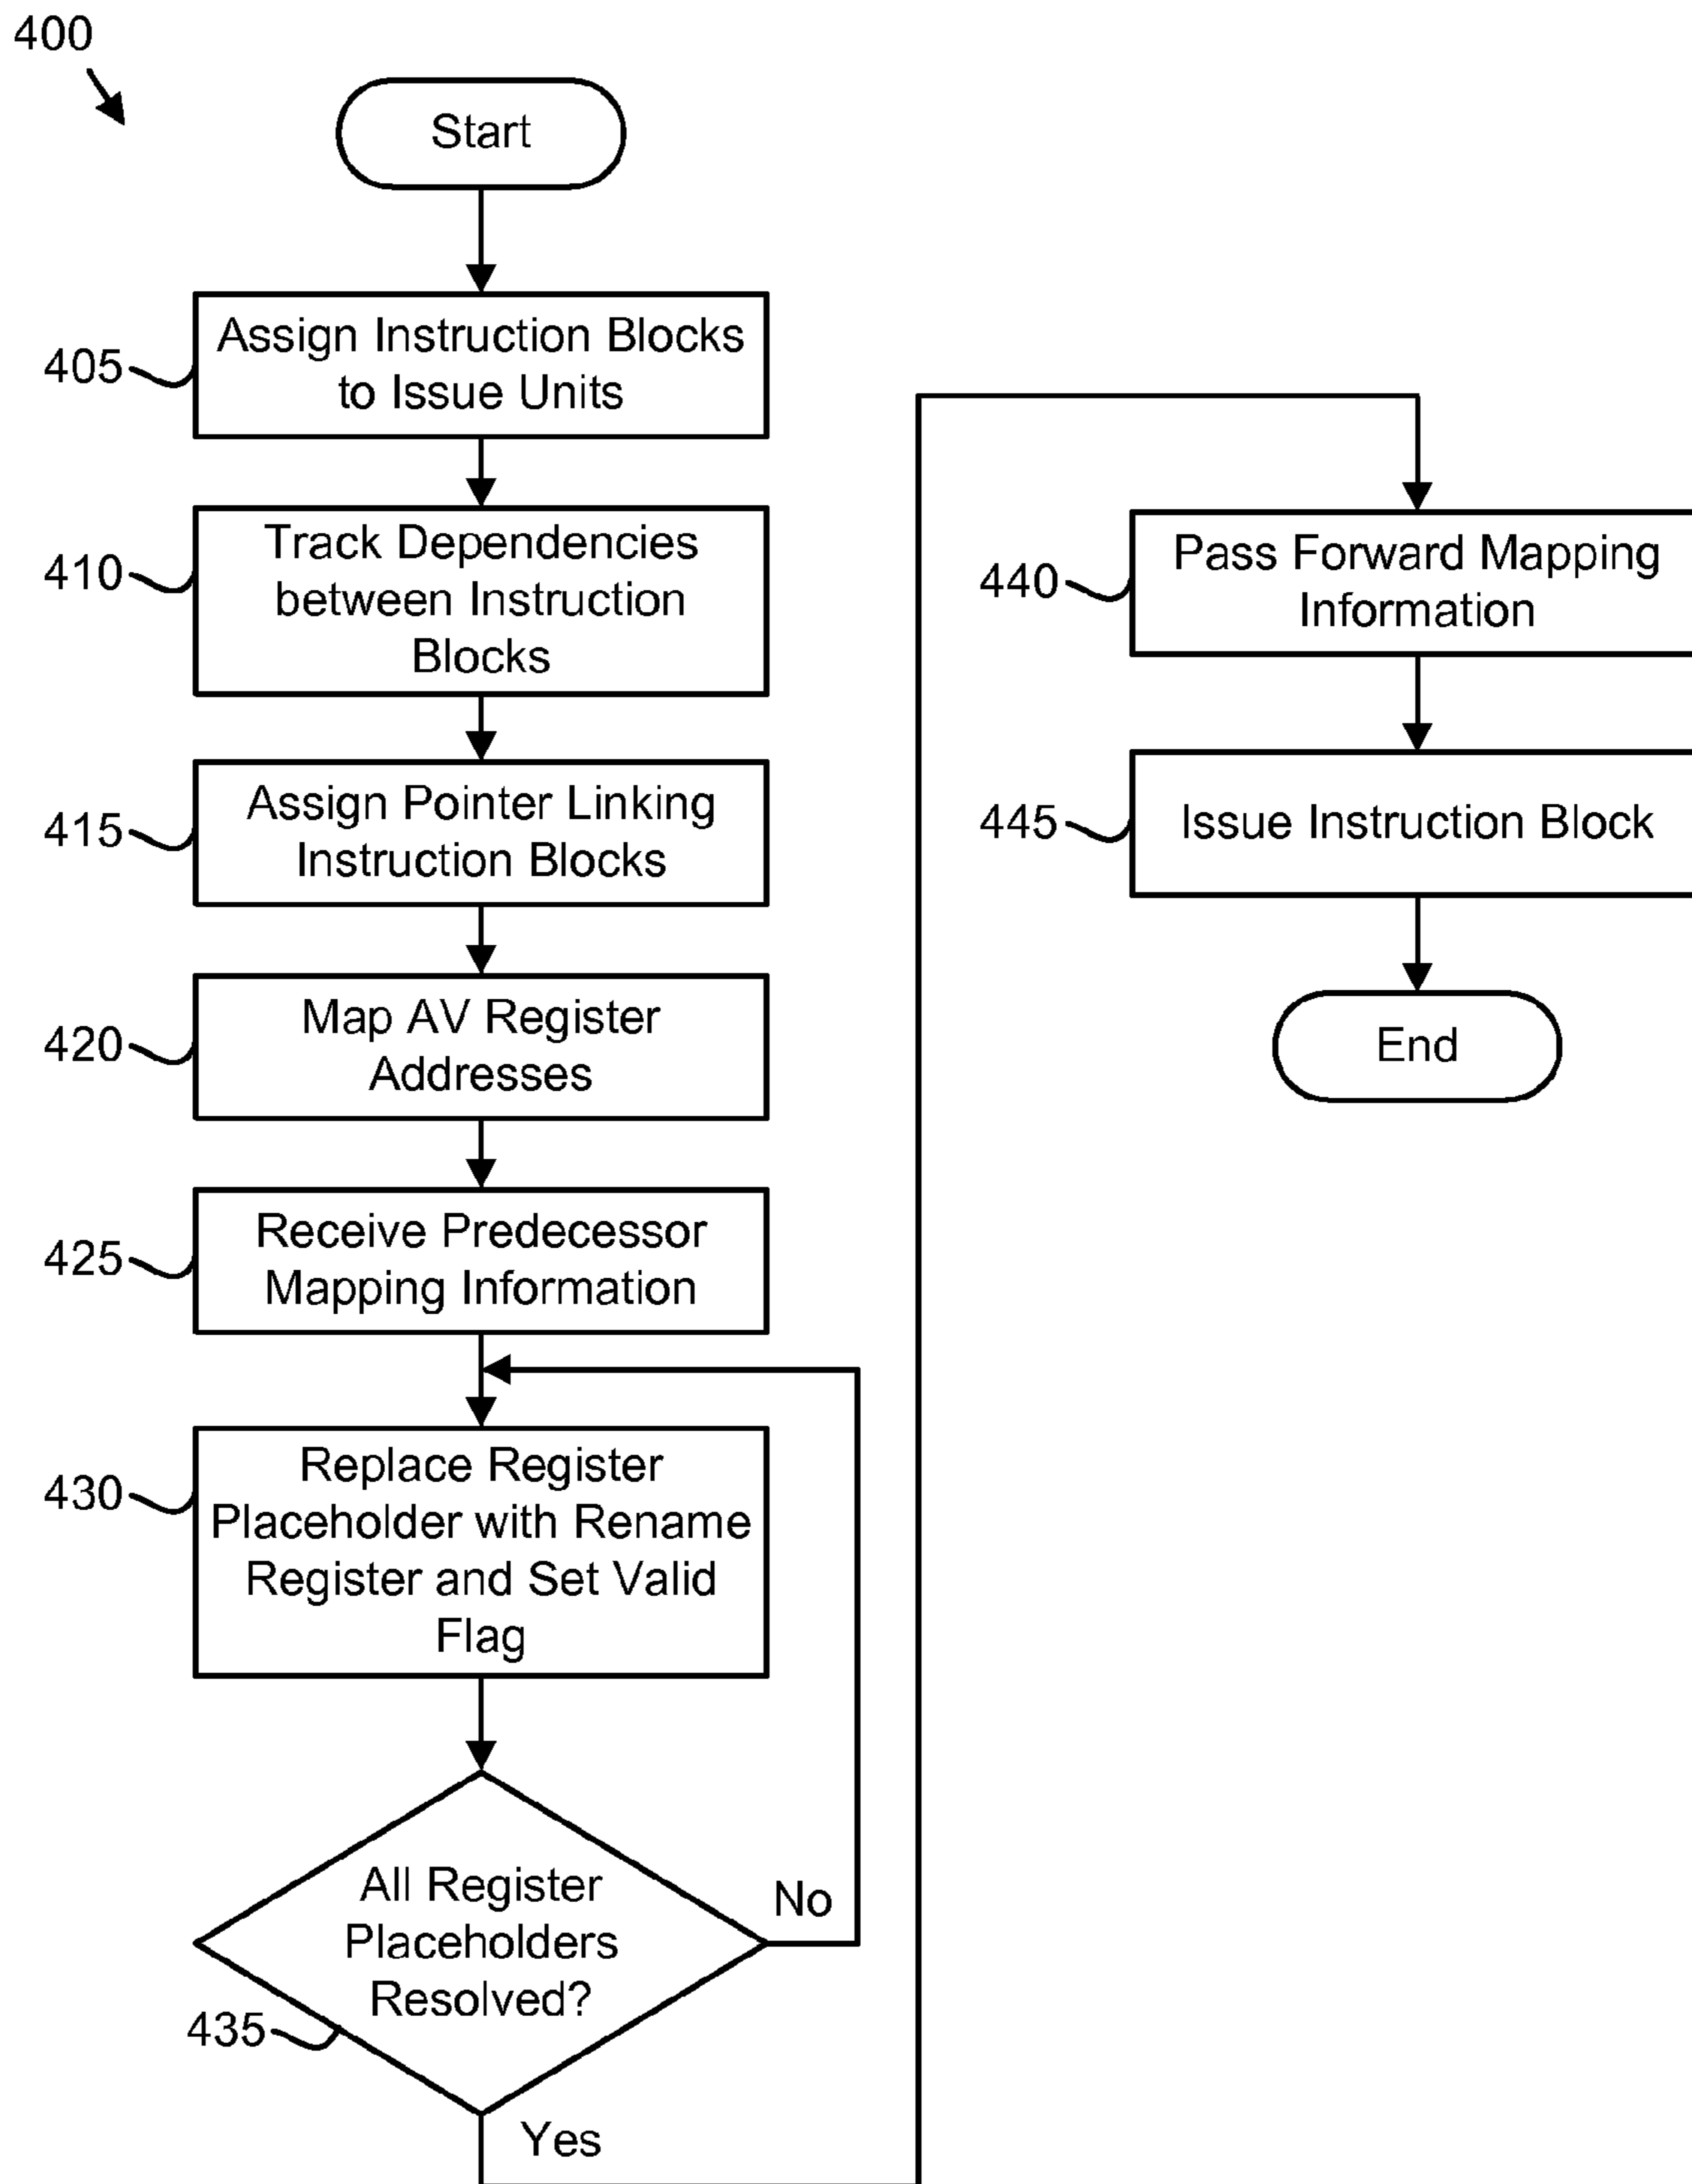 400
Start
405
Assign Instruction Blocks
to Issue Units
410
Track Dependencies
between Instruction
Blocks
415
Assign Pointer Linking
Instruction Blocks
420
Map AV Register
Addresses
425
Receive Predecessor
Mapping Information
430
Replace Register
Placeholder with Rename
Register and Set Valid
Flag
All Register
Placeholders
Resolved?
435
No
Yes
440
Pass Forward Mapping
Information
445
Issue Instruction Block
End